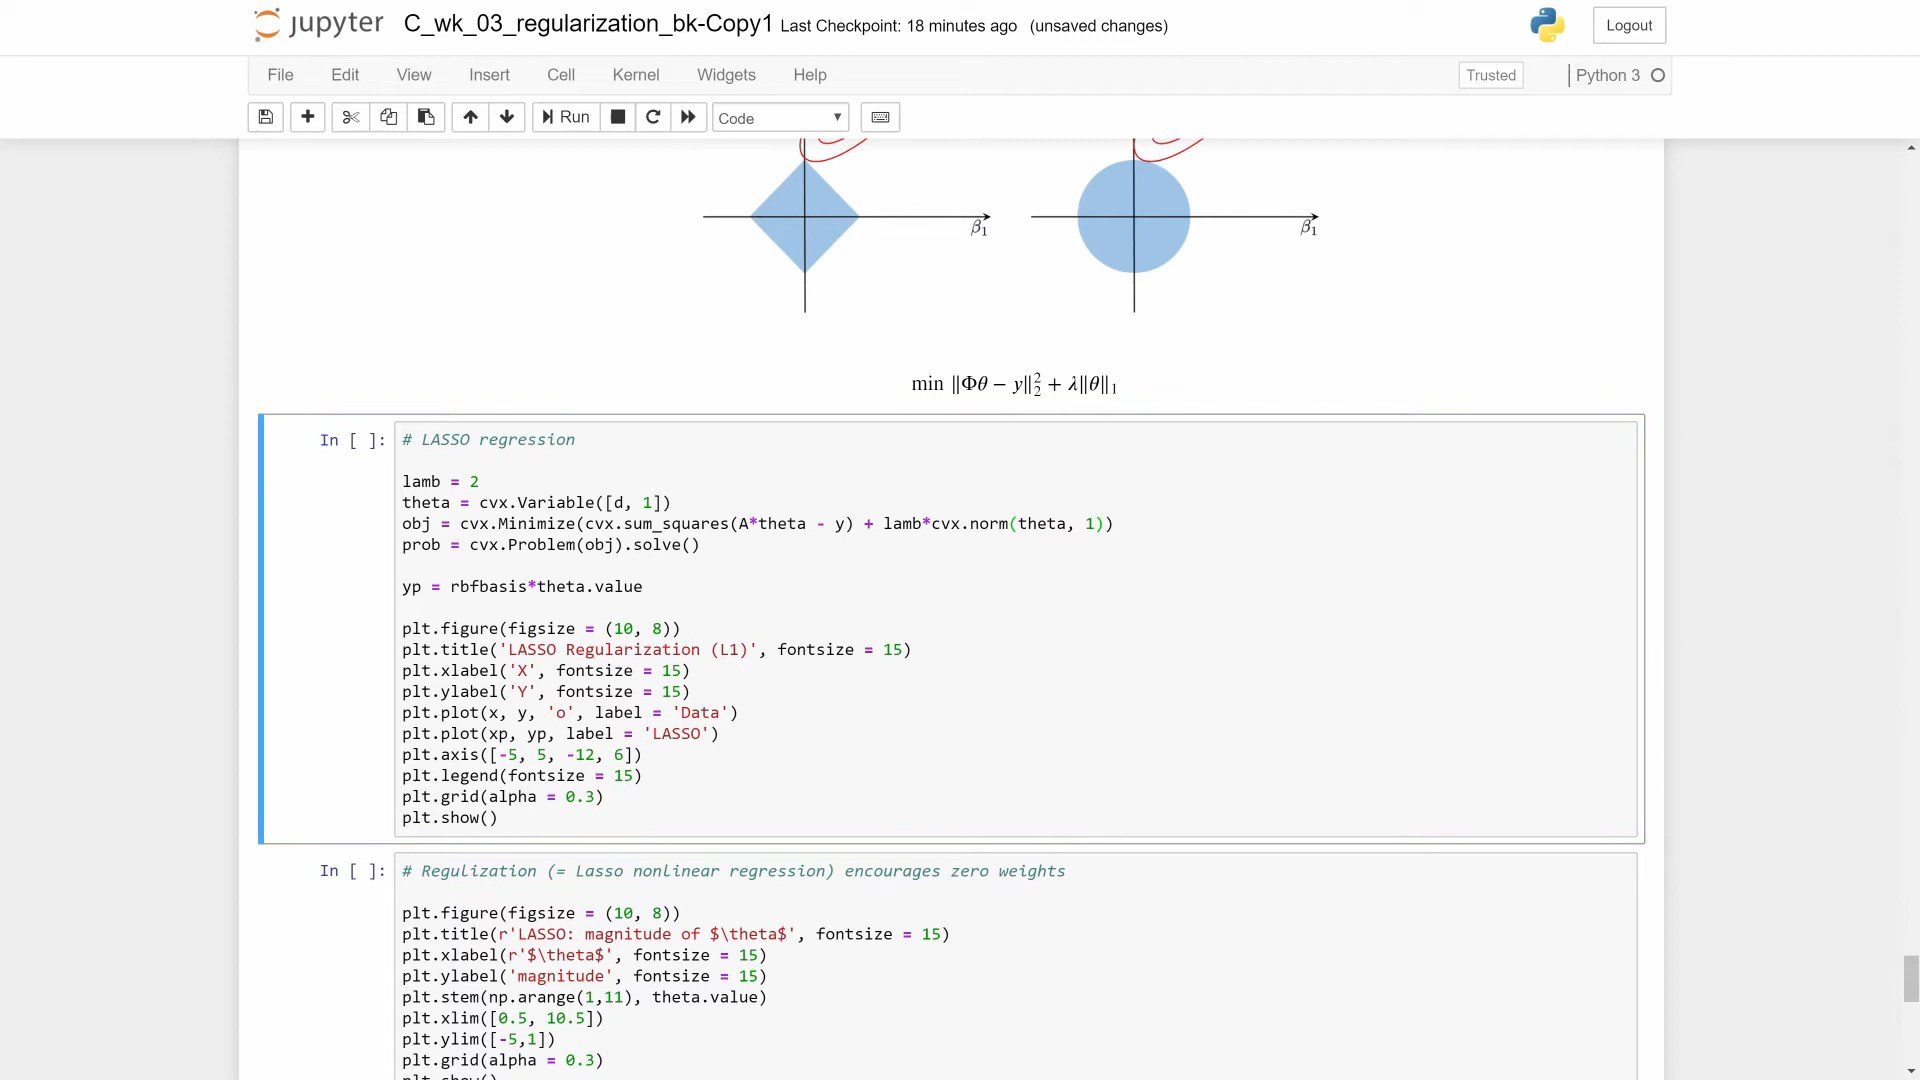 jupyter C_wk_03_regularization_bk-Copy1 Last Checkpoint: 18 minutes ago (unsaved changes) Logout
File Edit View Insert Cell Kernel Widgets Help Trusted Python 3
Run Code
β1 β1
min ‖Φθ − y‖₂² + λ‖θ‖₁
In [ ]: # LASSO regression
lamb = 2
theta = cvx.Variable([d, 1])
obj = cvx.Minimize(cvx.sum_squares(A*theta - y) + lamb*cvx.norm(theta, 1))
prob = cvx.Problem(obj).solve()
yp = rbfbasis*theta.value
plt.figure(figsize = (10, 8))
plt.title('LASSO Regularization (L1)', fontsize = 15)
plt.xlabel('X', fontsize = 15)
plt.ylabel('Y', fontsize = 15)
plt.plot(x, y, 'o', label = 'Data')
plt.plot(xp, yp, label = 'LASSO')
plt.axis([-5, 5, -12, 6])
plt.legend(fontsize = 15)
plt.grid(alpha = 0.3)
plt.show()
In [ ]: # Regulization (= Lasso nonlinear regression) encourages zero weights
plt.figure(figsize = (10, 8))
plt.title(r'LASSO: magnitude of $\theta$', fontsize = 15)
plt.xlabel(r'$\theta$', fontsize = 15)
plt.ylabel('magnitude', fontsize = 15)
plt.stem(np.arange(1,11), theta.value)
plt.xlim([0.5, 10.5])
plt.ylim([-5,1])
plt.grid(alpha = 0.3)
plt.show()